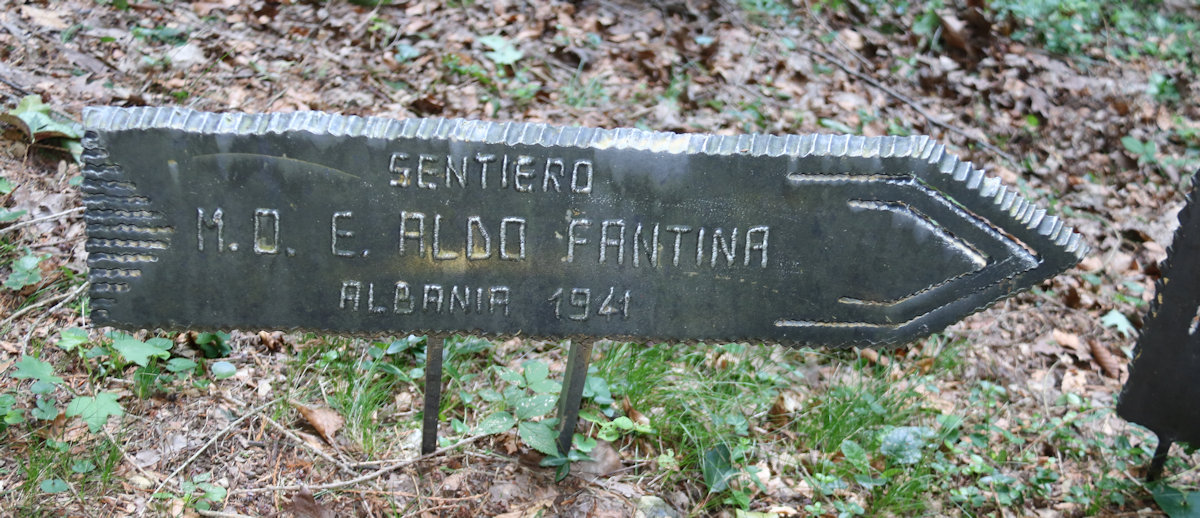 SENTIERO
M.O. E. ALDO FANTINA
ALBANIA 1941